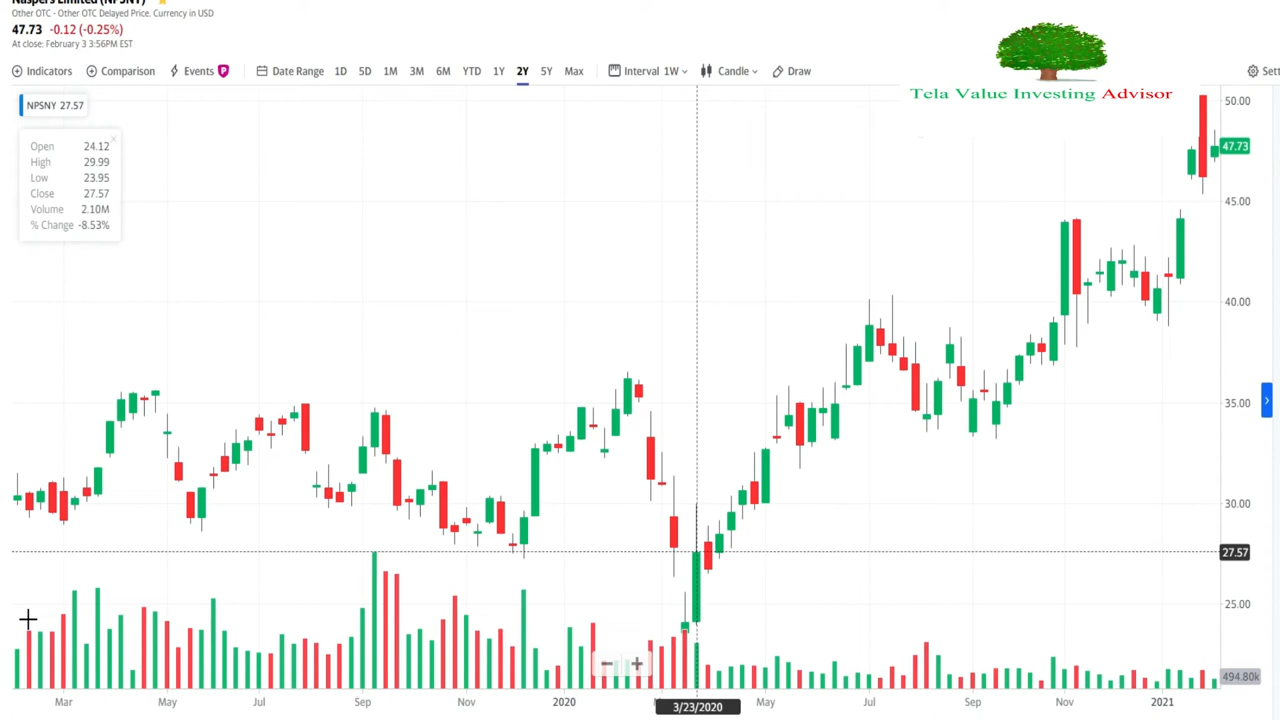 Naspers Limited (NPSNY)
Other OTC - Other OTC Delayed Price. Currency in USD
47.73 -0.12 (-0.25%)
At close: February 3 3:56PM EST
Indicators Comparison Events P Date Range 1D 5D 1M 3M 6M YTD 1Y 2Y 5Y Max Interval 1W Candle Draw Sett
Tela Value Investing Advisor
NPSNY 27.57
Open 24.12
High 29.99
Low 23.95
Close 27.57
Volume 2.10M
% Change -8.53%
50.00
47.73
45.00
40.00
35.00
30.00
27.57
25.00
494.80k
Mar May Jul Sep Nov 2020 3/23/2020 May Jul Sep Nov 2021